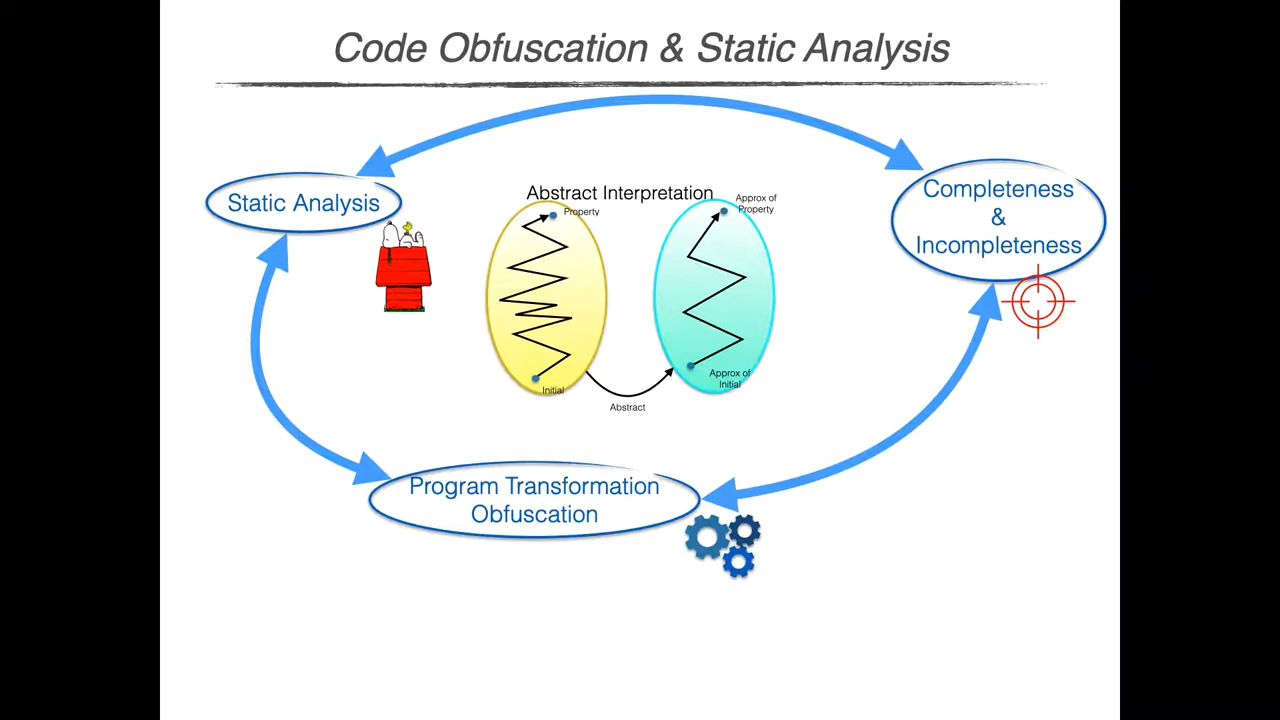 Code Obfuscation & Static Analysis
Static Analysis
Abstract Interpretation
Property
Initial
Abstract
Approx of
Property
Approx of
Initial
Completeness
&
Incompleteness
Program Transformation
Obfuscation